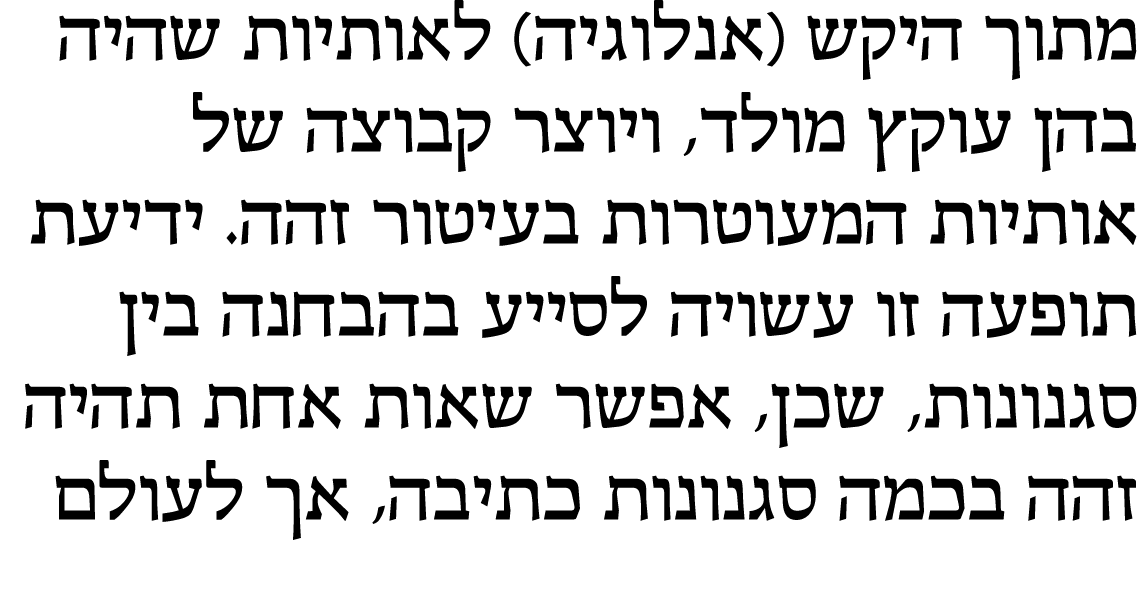 מתוך היקש (אנלוגיה) לאותיות שהיה
בהן עוקץ מולד, ויוצר קבוצה של
אותיות המעוטרות בעיטור זהה. ידיעת
תופעה זו עשויה לסייע בהבחנה בין
סגנונות, שכן, אפשר שאות אחת תהיה
זהה בכמה סגנונות כתיבה, אך לעולם